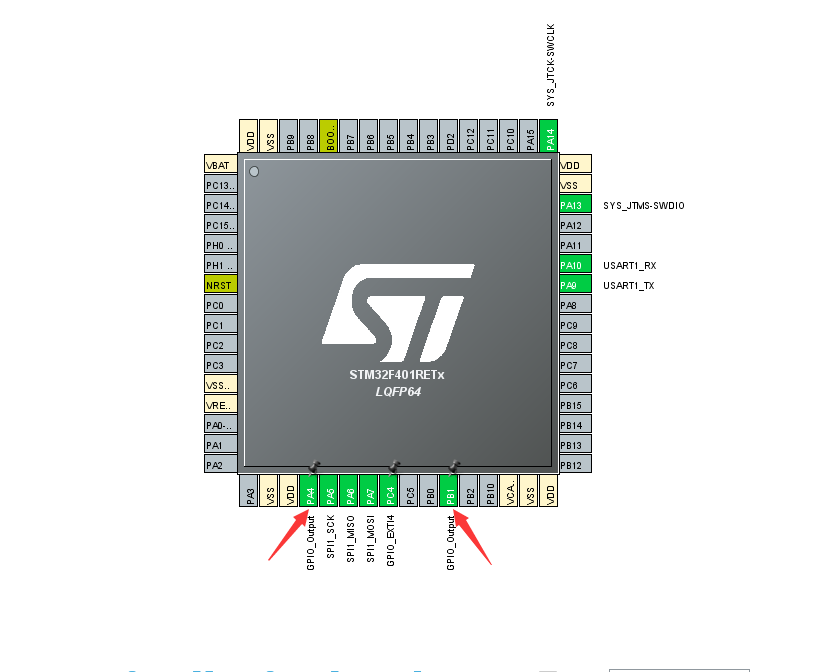 SYS_JTCK-SWCLK
VDD
VSS
PB9
PB8
BOO..
PB7
PB6
PB5
PB4
PB3
PD2
PC12
PC11
PC10
PA15
PA14
VBAT
PC13..
PC14..
PC15..
PH0 ..
PH1 ..
NRST
PC0
PC1
PC2
PC3
VSS..
VRE..
PA0-..
PA1
PA2
STM32F401RETx
LQFP64
VDD
VSS
PA13 SYS_JTMS-SWDIO
PA12
PA11
PA10 USART1_RX
PA9 USART1_TX
PA8
PC9
PC8
PC7
PC6
PB15
PB14
PB13
PB12
PA3
VSS
VDD
PA4
PA5
PA6
PA7
PC4
PC5
PB0
PB1
PB2
PB10
VCA..
VSS
VDD
GPIO_Output
SPI1_SCK
SPI1_MISO
SPI1_MOSI
GPIO_EXTI4
GPIO_Output